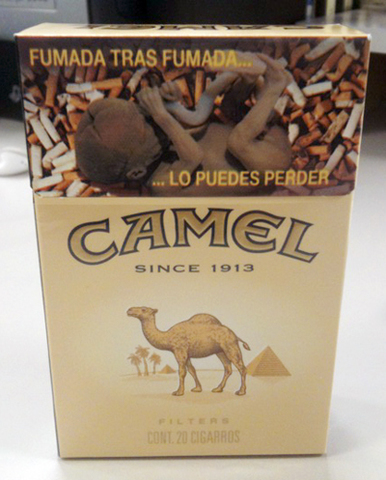 FUMADA TRAS FUMADA...
... LO PUEDES PERDER
CAMEL
SINCE 1913
FILTERS
CONT. 20 CIGARROS